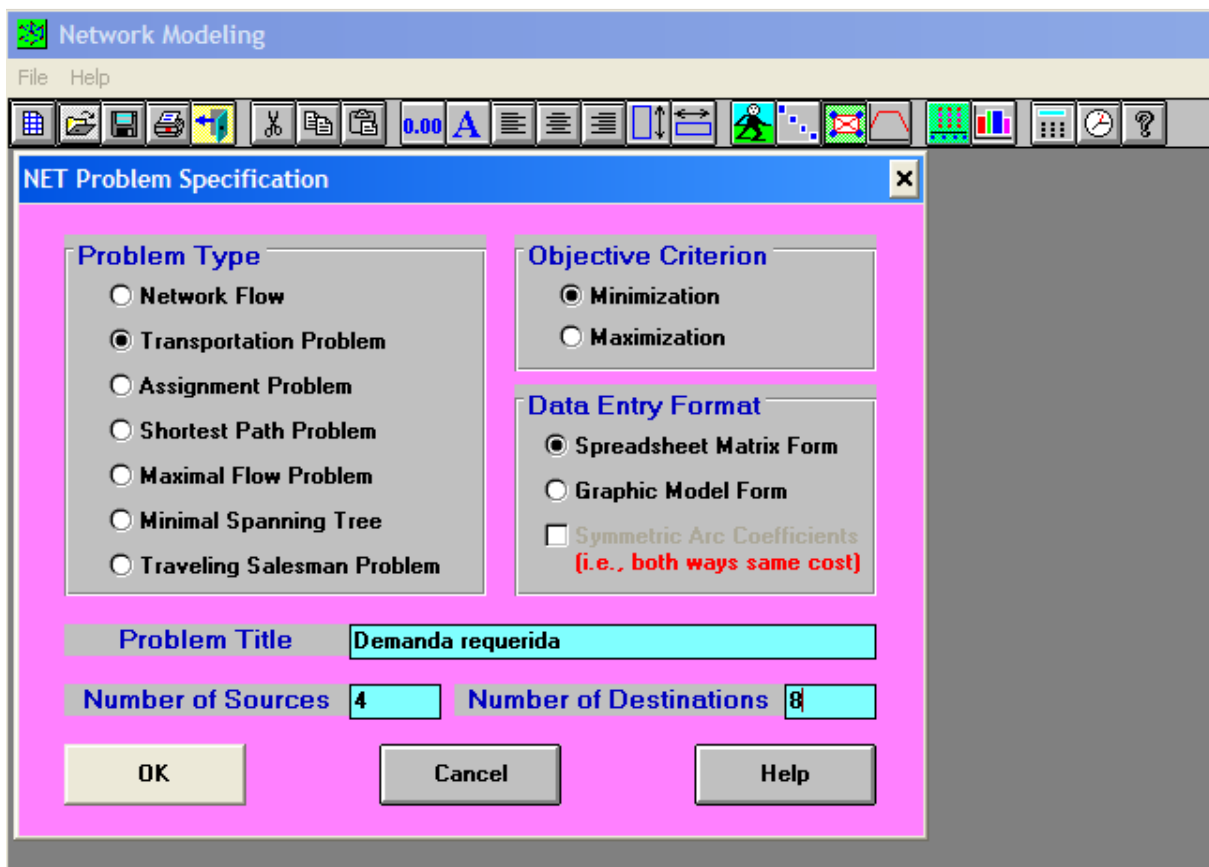 Network Modeling
File Help
0.00 A ?
NET Problem Specification
Problem Type
Network Flow
Transportation Problem
Assignment Problem
Shortest Path Problem
Maximal Flow Problem
Minimal Spanning Tree
Traveling Salesman Problem
Objective Criterion
Minimization
Maximization
Data Entry Format
Spreadsheet Matrix Form
Graphic Model Form
Symmetric Arc Coefficients
(i.e., both ways same cost)
Problem Title Demanda requerida
Number of Sources 4 Number of Destinations 8
OK Cancel Help